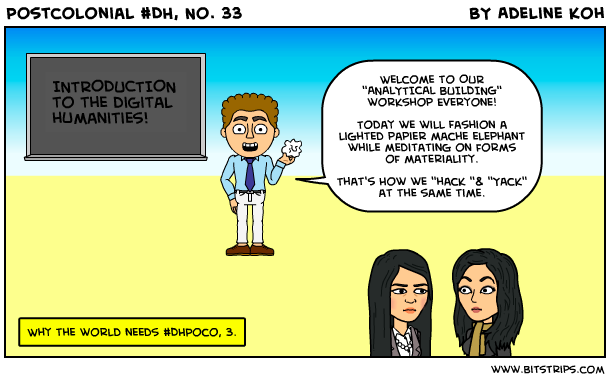 POSTCOLONIAL #DH, NO. 33
BY ADELINE KOH
INTRODUCTION
TO THE DIGITAL
HUMANITIES!
WELCOME TO OUR
"ANALYTICAL BUILDING"
WORKSHOP EVERYONE!
TODAY WE WILL FASHION A
LIGHTED PAPIER MACHE ELEPHANT
WHILE MEDITATING ON FORMS
OF MATERIALITY.
THAT'S HOW WE "HACK "& "YACK"
AT THE SAME TIME.
WHY THE WORLD NEEDS #DHPOCO, 3.
WWW.BITSTRIPS.COM